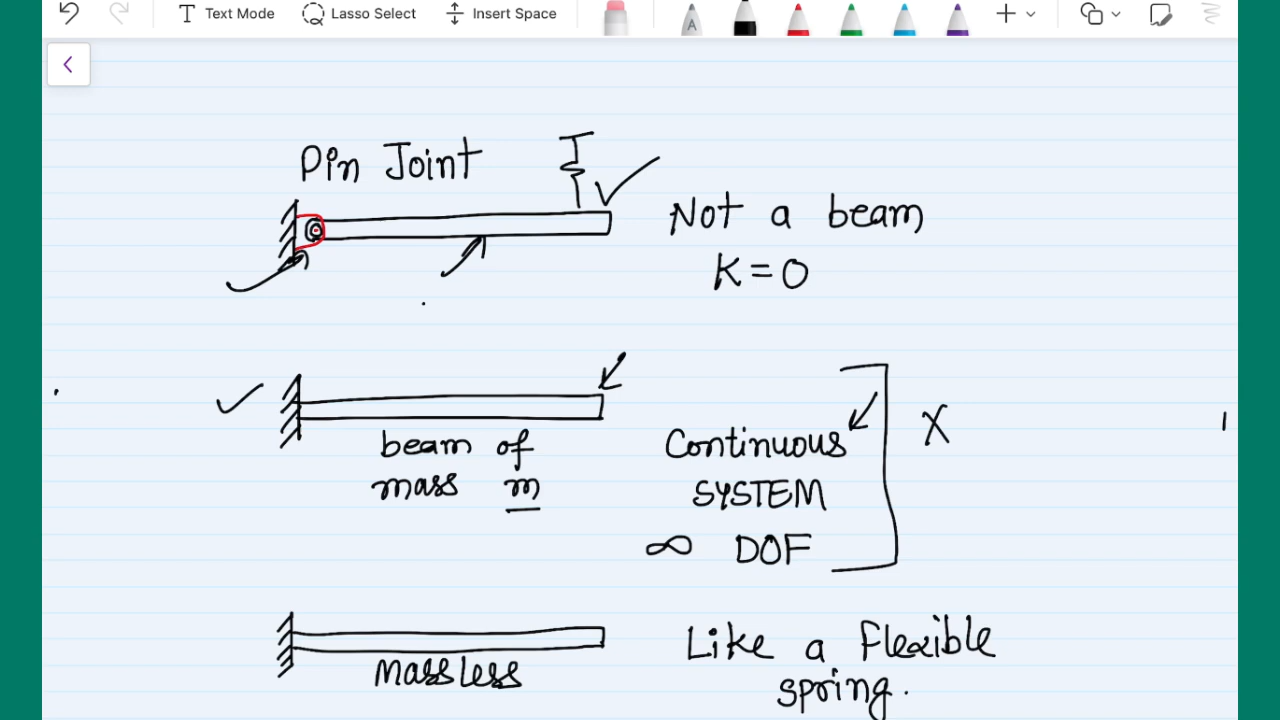 Text Mode Lasso Select Insert Space
Pin Joint
Not a beam
K=0
beam of
mass m
Continuous
SYSTEM
∞ DOF
X
Massless
Like a Flexible
spring.